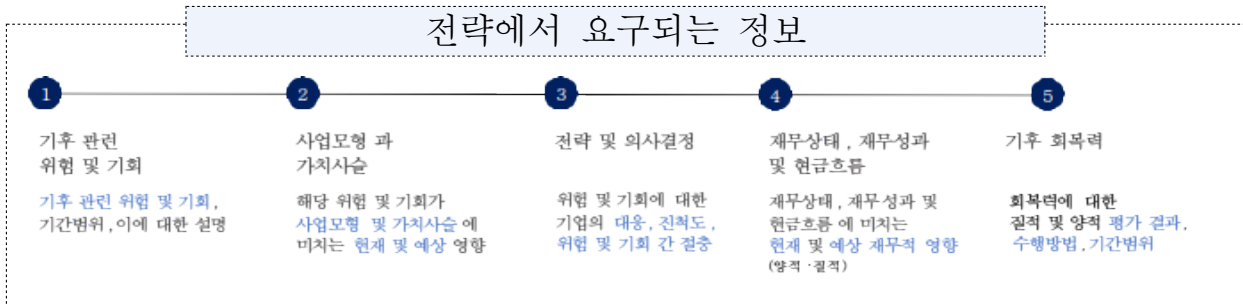 전략에서 요구되는 정보
1
기후 관련
위험 및 기회
기후 관련 위험 및 기회,
기간범위,이에 대한 설명
2
사업모형 과
가치사슬
해당 위험 및 기회가
사업모형 및 가치사슬 에
미치는 현재 및 예상 영향
3
전략 및 의사결정
위험 및 기회에 대한
기업의 대응, 진척도,
위험 및 기회 간 절충
4
재무상태 , 재무성과
및 현금흐름
재무상태 , 재무성과 및
현금흐름 에 미치는
현재 및 예상 재무적 영향
(양적 ·질적)
5
기후 회복력
회복력에 대한
질적 및 양적 평가 결과,
수행방법 ,기간범위